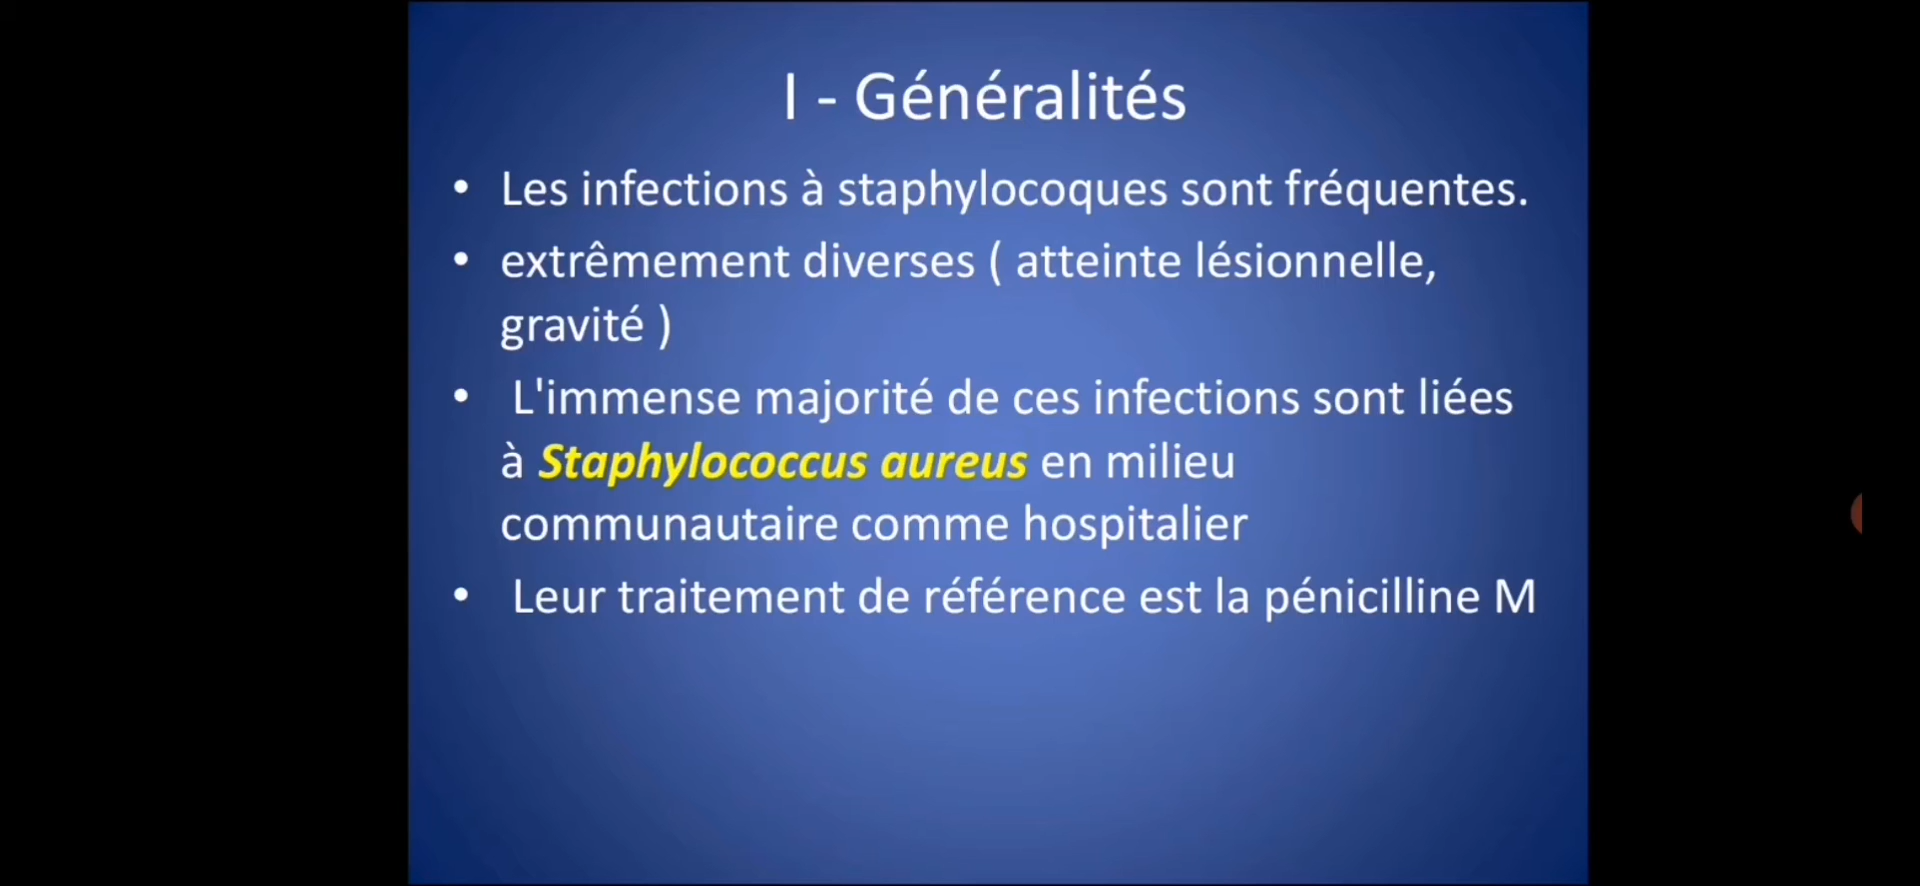 I - Généralités
• Les infections à staphylocoques sont fréquentes.
• extrêmement diverses ( atteinte lésionnelle,
gravité )
• L'immense majorité de ces infections sont liées
à Staphylococcus aureus en milieu
communautaire comme hospitalier
• Leur traitement de référence est la pénicilline M